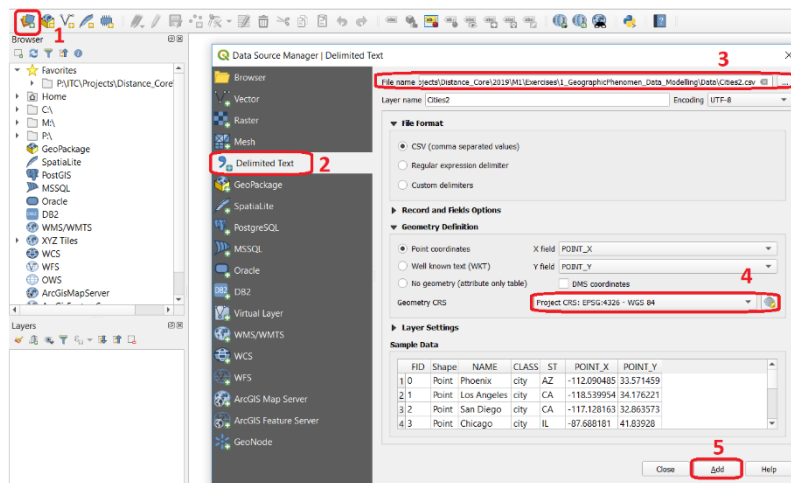 1
Browser
Favorites
P:\ITC\Projects\Distance_Core
Home
C:\
M:\
P:\
GeoPackage
SpatiaLite
PostGIS
MSSQL
Oracle
DB2
WMS/WMTS
XYZ Tiles
WCS
WFS
OWS
ArcGisMapServer
Layers
Data Source Manager | Delimited Text
Browser
Vector
Raster
Mesh
Delimited Text
2
GeoPackage
SpatiaLite
PostgreSQL
MSSQL
Oracle
DB2
DB2
Virtual Layer
WMS/WMTS
WCS
WFS
ArcGIS Map Server
ArcGIS Feature Server
GeoNode
3
File name ojects\Distance_Core\2019\M1\Exercises\1_GeographicPhenomen_Data_Modelling\Data\Cities2.csv
...
Layer name Cities2 Encoding UTF-8
File Format
CSV (comma separated values)
Regular expression delimiter
Custom delimiters
Record and Fields Options
Geometry Definition
Point coordinates X field POINT_X
Well known text (WKT) Y field POINT_Y
No geometry (attribute only table) DMS coordinates
4
Geometry CRS Project CRS: EPSG:4326 - WGS 84
Layer Settings
Sample Data
FID Shape NAME CLASS ST POINT_X POINT_Y
1 0 Point Phoenix city AZ -112.090485 33.571459
2 1 Point Los Angeles city CA -118.539954 34.176221
3 2 Point San Diego city CA -117.128163 32.863573
4 3 Point Chicago city IL -87.688181 41.83928
5
Close Add Help